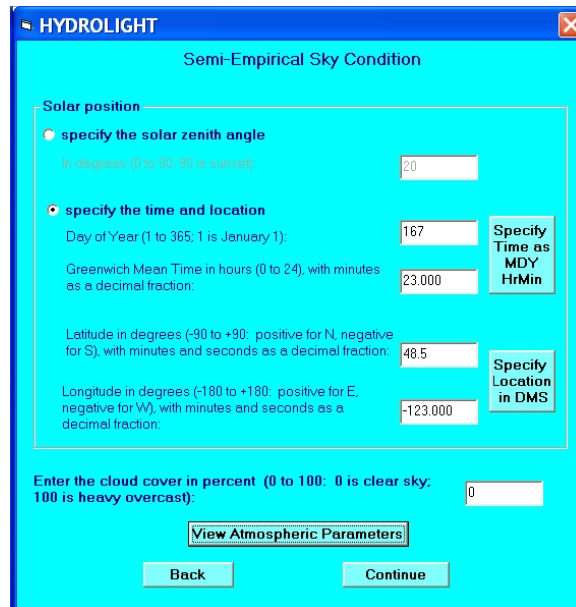 HYDROLIGHT
Semi-Empirical Sky Condition
Solar position
specify the solar zenith angle
In degrees (0 to 90; 90 is sunset):
20
specify the time and location
Day of Year (1 to 365; 1 is January 1):
167
Specify
Time as
MDY
HrMin
Greenwich Mean Time in hours (0 to 24), with minutes
as a decimal fraction:
23.000
Latitude in degrees (-90 to +90: positive for N, negative
for S), with minutes and seconds as a decimal fraction:
48.5
Specify
Location
in DMS
Longitude in degrees (-180 to +180: positive for E,
negative for W), with minutes and seconds as a
decimal fraction:
-123.000
Enter the cloud cover in percent (0 to 100: 0 is clear sky;
100 is heavy overcast):
0
View Atmospheric Parameters
Back
Continue